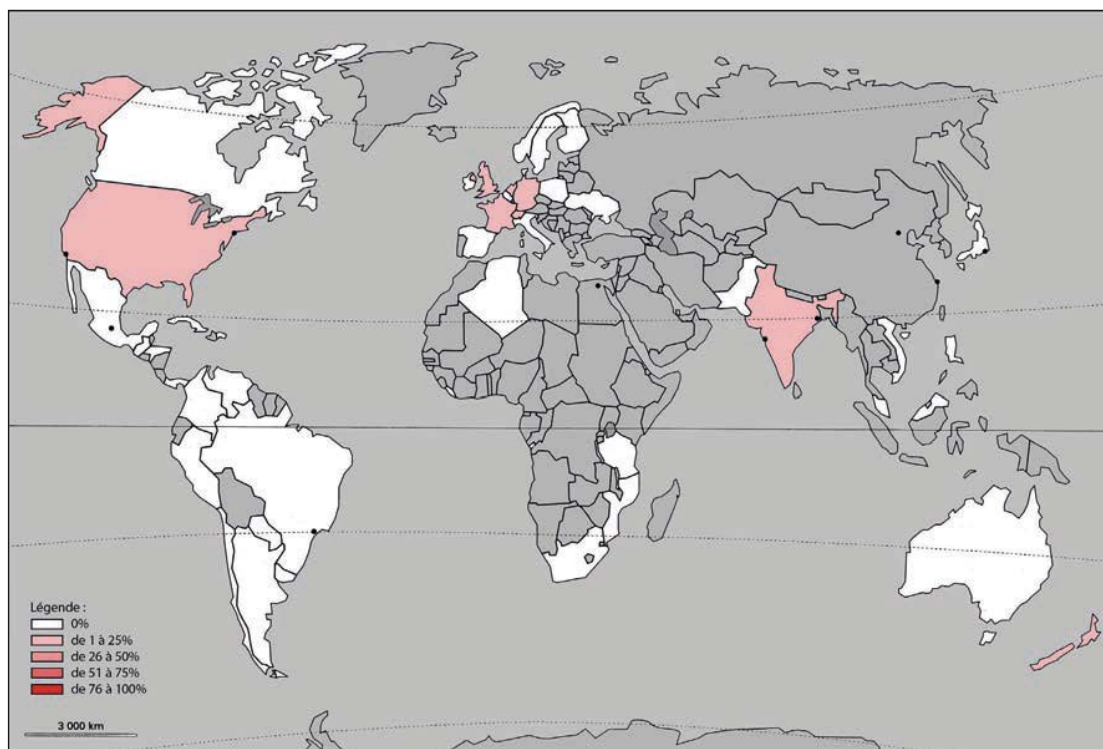 Légende :
0%
de 1 à 25%
de 26 à 50%
de 51 à 75%
de 76 à 100%
3 000 km